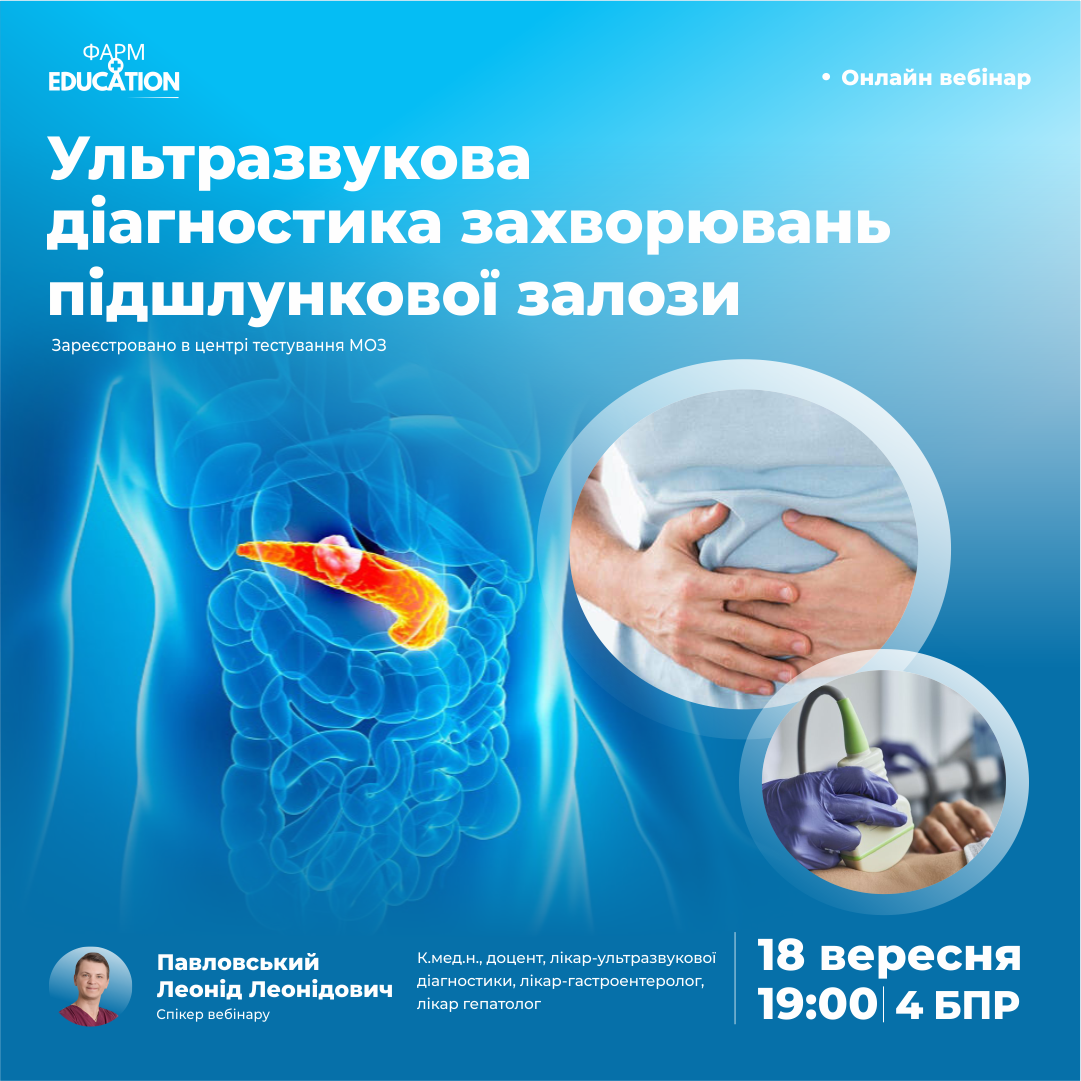 ФАРМ
EDUCATION
• Онлайн вебінар
Ультразвукова
діагностика захворювань
підшлункової залози
Зареєстровано в центрі тестування МОЗ
Павловський
Леонід Леонідович
Спікер вебінару
К.мед.н., доцент, лікар-ультразвукової
діагностики, лікар-гастроентеролог,
лікар гепатолог
18 вересня
19:00 4 БПР